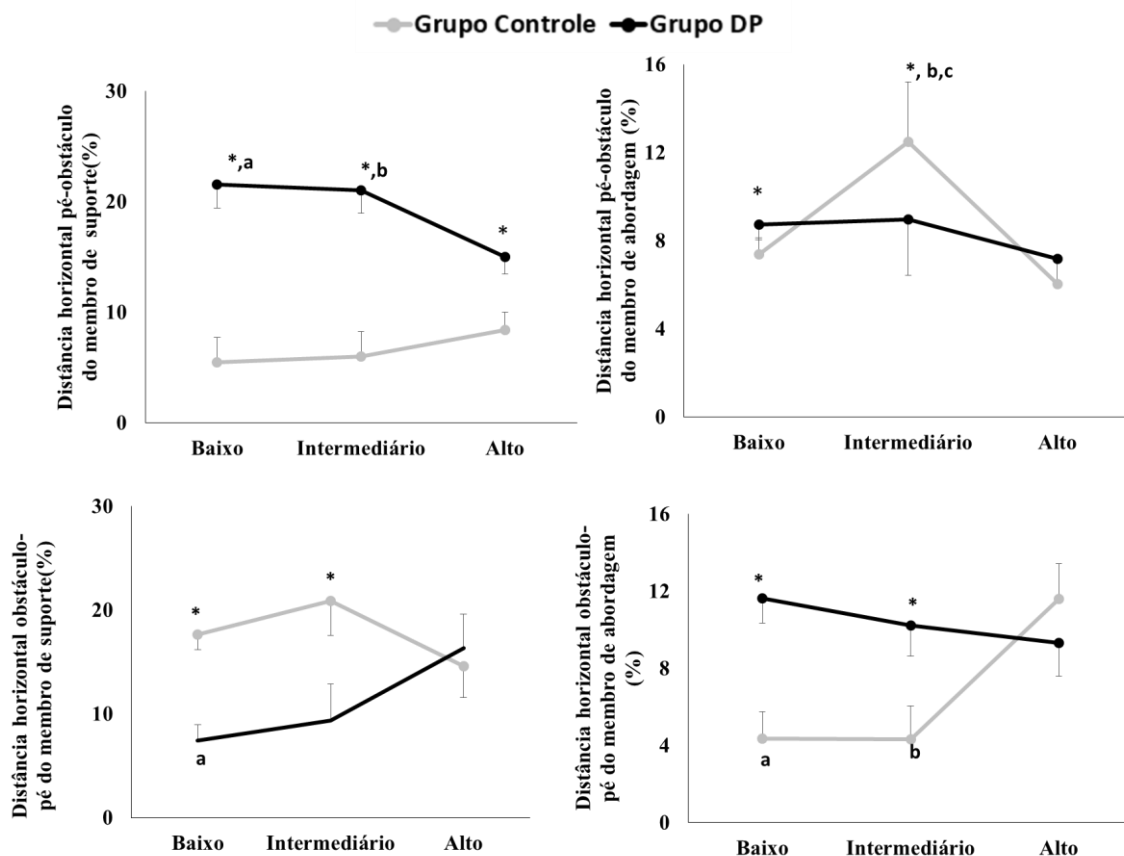 Grupo Controle Grupo DP
Distância horizontal pé-obstáculo
do membro de suporte(%)
30
20
10
0
*,a
*,b
*
Baixo Intermediário Alto
Distância horizontal pé-obstáculo
do membro de abordagem (%)
16
12
8
4
0
*
*, b,c
Baixo Intermediário Alto
Distância horizontal obstáculo-
pé do membro de suporte(%)
30
20
10
0
*
*
a
Baixo Intermediário Alto
Distância horizontal obstáculo-
pé do membro de abordagem
(%)
16
12
8
4
0
*
*
a
b
Baixo Intermediário Alto